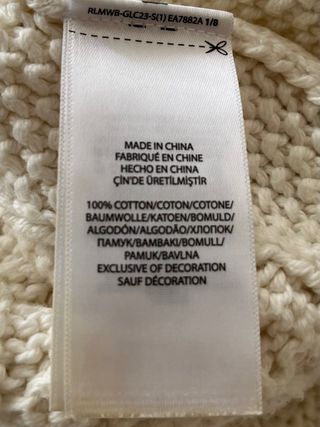 RLMWB-GLC23-S(1) EA7882A 1/8
MADE IN CHINA
FABRIQUÉ EN CHINE
HECHO EN CHINA
ÇİN'DE ÜRETİLMİŞTİR
100% COTTON/COTON/COTONE/
BAUMWOLLE/KATOEN/BOMULD/
ALGODÓN/ALGODÃO/ХЛОПОК/
ПАМУК/ΒΑΜΒΑΚΙ/BOMULL/
PAMUK/BAVLNA
EXCLUSIVE OF DECORATION
SAUF DÉCORATION